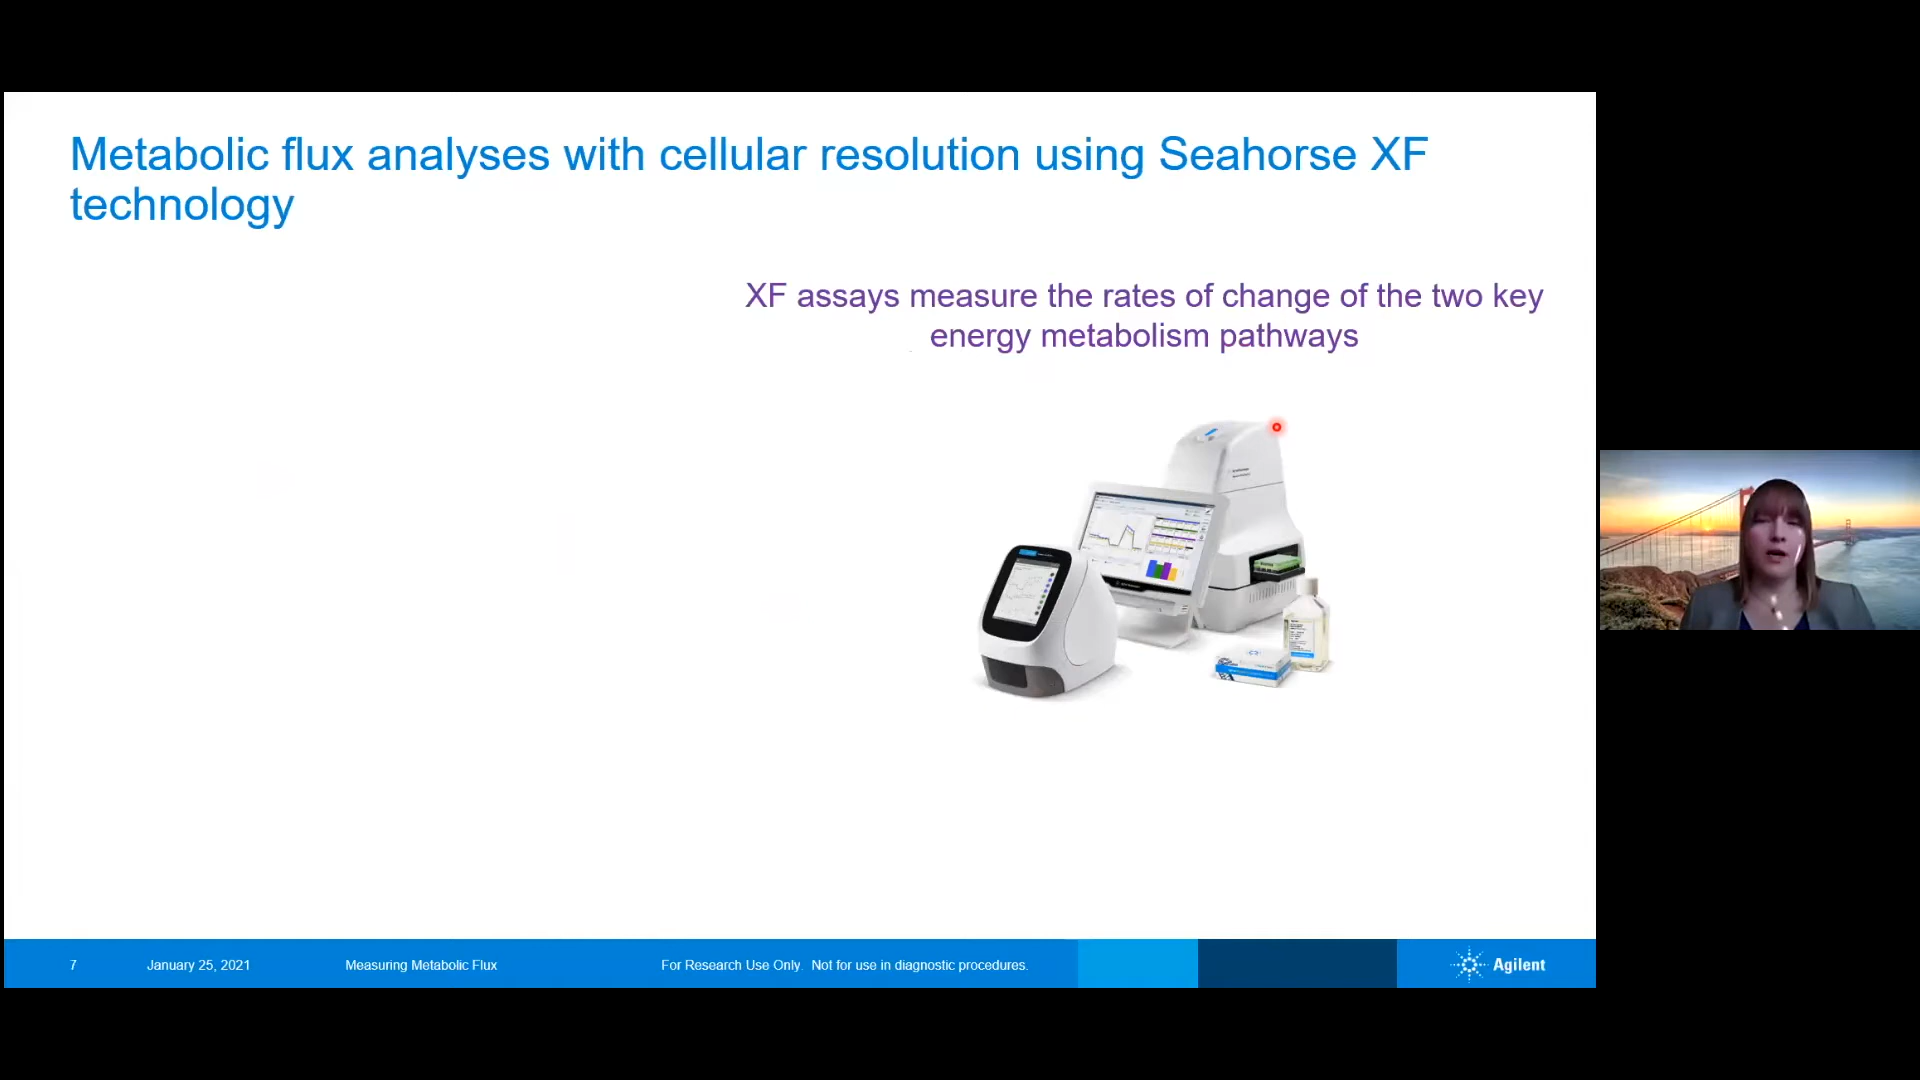 Metabolic flux analyses with cellular resolution using Seahorse XF
technology
XF assays measure the rates of change of the two key
energy metabolism pathways
7
January 25, 2021
Measuring Metabolic Flux
For Research Use Only. Not for use in diagnostic procedures.
Agilent